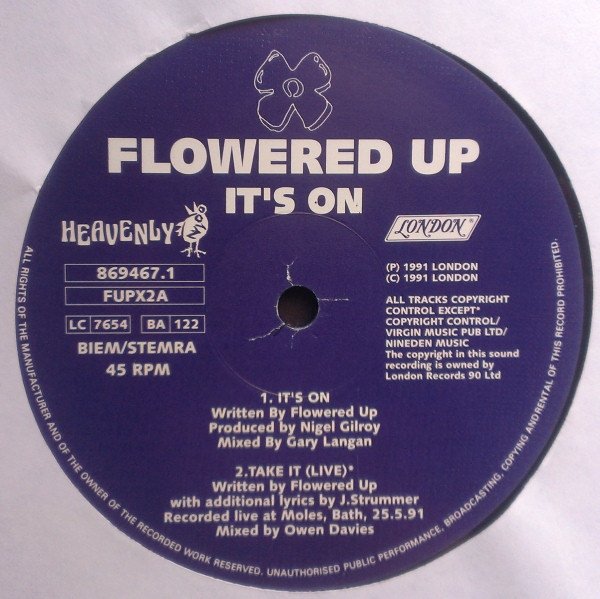 FLOWERED UP
IT'S ON
HEAVENLY
LONDON
869467.1
FUPX2A
LC 7654 BA 122
BIEM/STEMRA
45 RPM
(P) 1991 LONDON
(C) 1991 LONDON
ALL TRACKS COPYRIGHT
CONTROL EXCEPT*
COPYRIGHT CONTROL/
VIRGIN MUSIC PUB LTD/
NINEDEN MUSIC
The copyright in this sound
recording is owned by
London Records 90 Ltd
1. IT'S ON
Written By Flowered Up
Produced by Nigel Gilroy
Mixed By Gary Langan
2.TAKE IT (LIVE)*
Written by Flowered Up
with additional lyrics by J.Strummer
Recorded live at Moles, Bath, 25.5.91
Mixed by Owen Davies
ALL RIGHTS OF THE MANUFACTURER AND OF THE OWNER OF THE RECORDED WORK RESERVED. UNAUTHORISED PUBLIC PERFORMANCE, BROADCASTING, COPYING AND RENTAL OF THIS RECORD PROHIBITED.